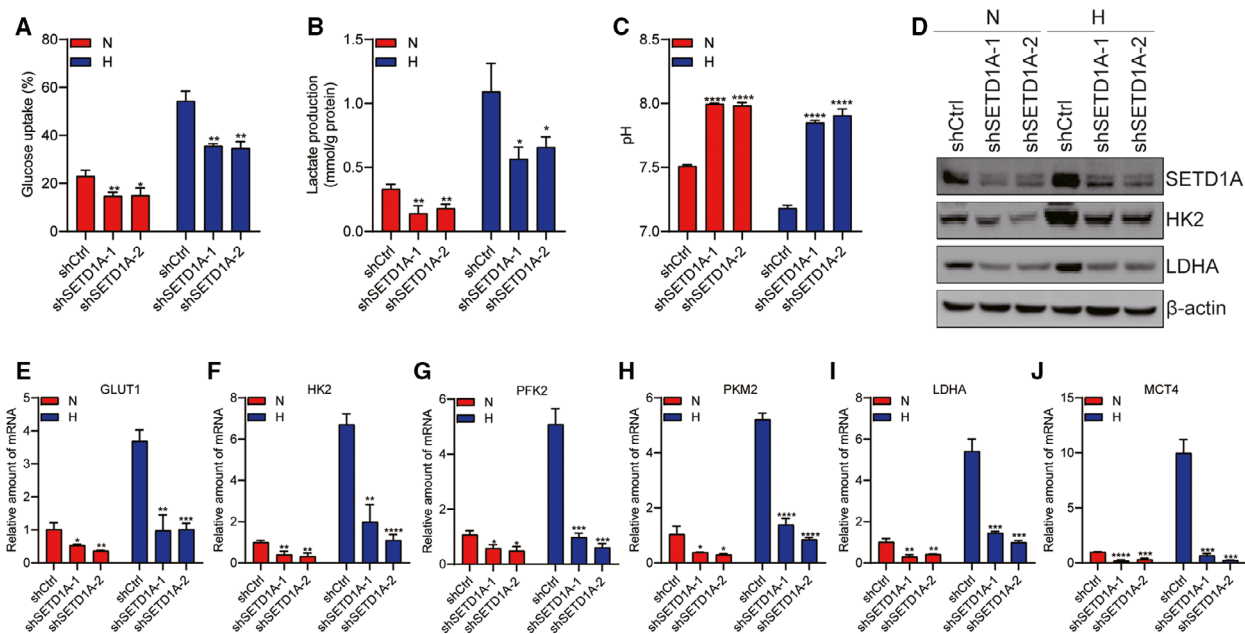 A
Glucose uptake (%)
80
60
40
20
0
N
H
**
*
**
**
shCtrl
shSETD1A-1
shSETD1A-2
shCtrl
shSETD1A-1
shSETD1A-2
B
Lactate production
(mmol/g protein)
1.5
1.0
0.5
0.0
N
H
**
**
*
*
shCtrl
shSETD1A-1
shSETD1A-2
shCtrl
shSETD1A-1
shSETD1A-2
C
pH
8.5
8.0
7.5
7.0
N
H
****
****
****
****
shCtrl
shSETD1A-1
shSETD1A-2
shCtrl
shSETD1A-1
shSETD1A-2
D
N
H
shCtrl
shSETD1A-1
shSETD1A-2
shCtrl
shSETD1A-1
shSETD1A-2
SETD1A
HK2
LDHA
β-actin
E
GLUT1
Relative amount of mRNA
5
4
3
2
1
0
N
H
*
**
**
***
shCtrl
shSETD1A-1
shSETD1A-2
shCtrl
shSETD1A-1
shSETD1A-2
F
HK2
Relative amount of mRNA
8
6
4
2
0
N
H
**
**
**
****
shCtrl
shSETD1A-1
shSETD1A-2
shCtrl
shSETD1A-1
shSETD1A-2
G
PFK2
Relative amount of mRNA
6
4
2
0
N
H
*
*
***
***
shCtrl
shSETD1A-1
shSETD1A-2
shCtrl
shSETD1A-1
shSETD1A-2
H
PKM2
Relative amount of mRNA
6
4
2
0
N
H
*
*
****
****
shCtrl
shSETD1A-1
shSETD1A-2
shCtrl
shSETD1A-1
shSETD1A-2
I
LDHA
Relative amount of mRNA
8
6
4
2
0
N
H
**
**
***
***
shCtrl
shSETD1A-1
shSETD1A-2
shCtrl
shSETD1A-1
shSETD1A-2
J
MCT4
Relative amount of mRNA
15
10
5
0
N
H
****
***
***
***
shCtrl
shSETD1A-1
shSETD1A-2
shCtrl
shSETD1A-1
shSETD1A-2